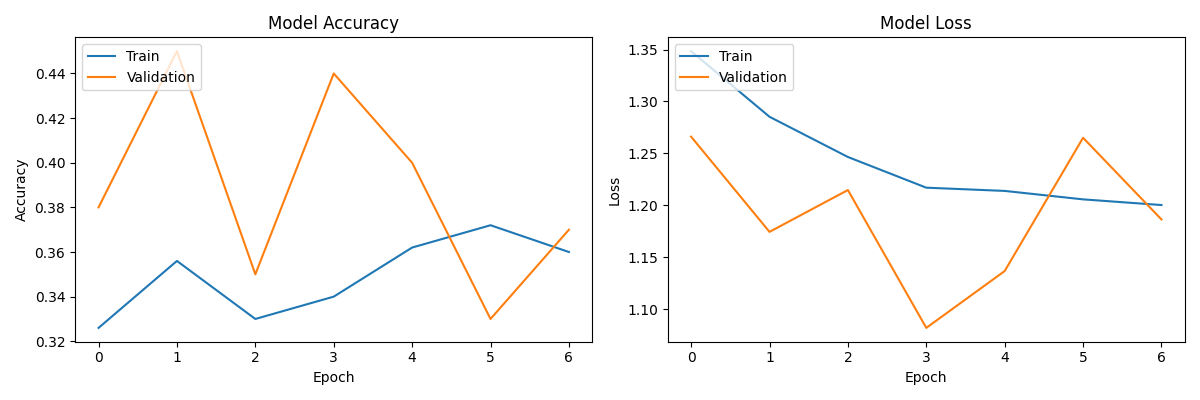 Model Accuracy
Train
Validation
0.44
0.42
0.40
0.38
0.36
0.34
0.32
Accuracy
0 1 2 3 4 5 6
Epoch
Model Loss
Train
Validation
1.35
1.30
1.25
1.20
1.15
1.10
Loss
0 1 2 3 4 5 6
Epoch